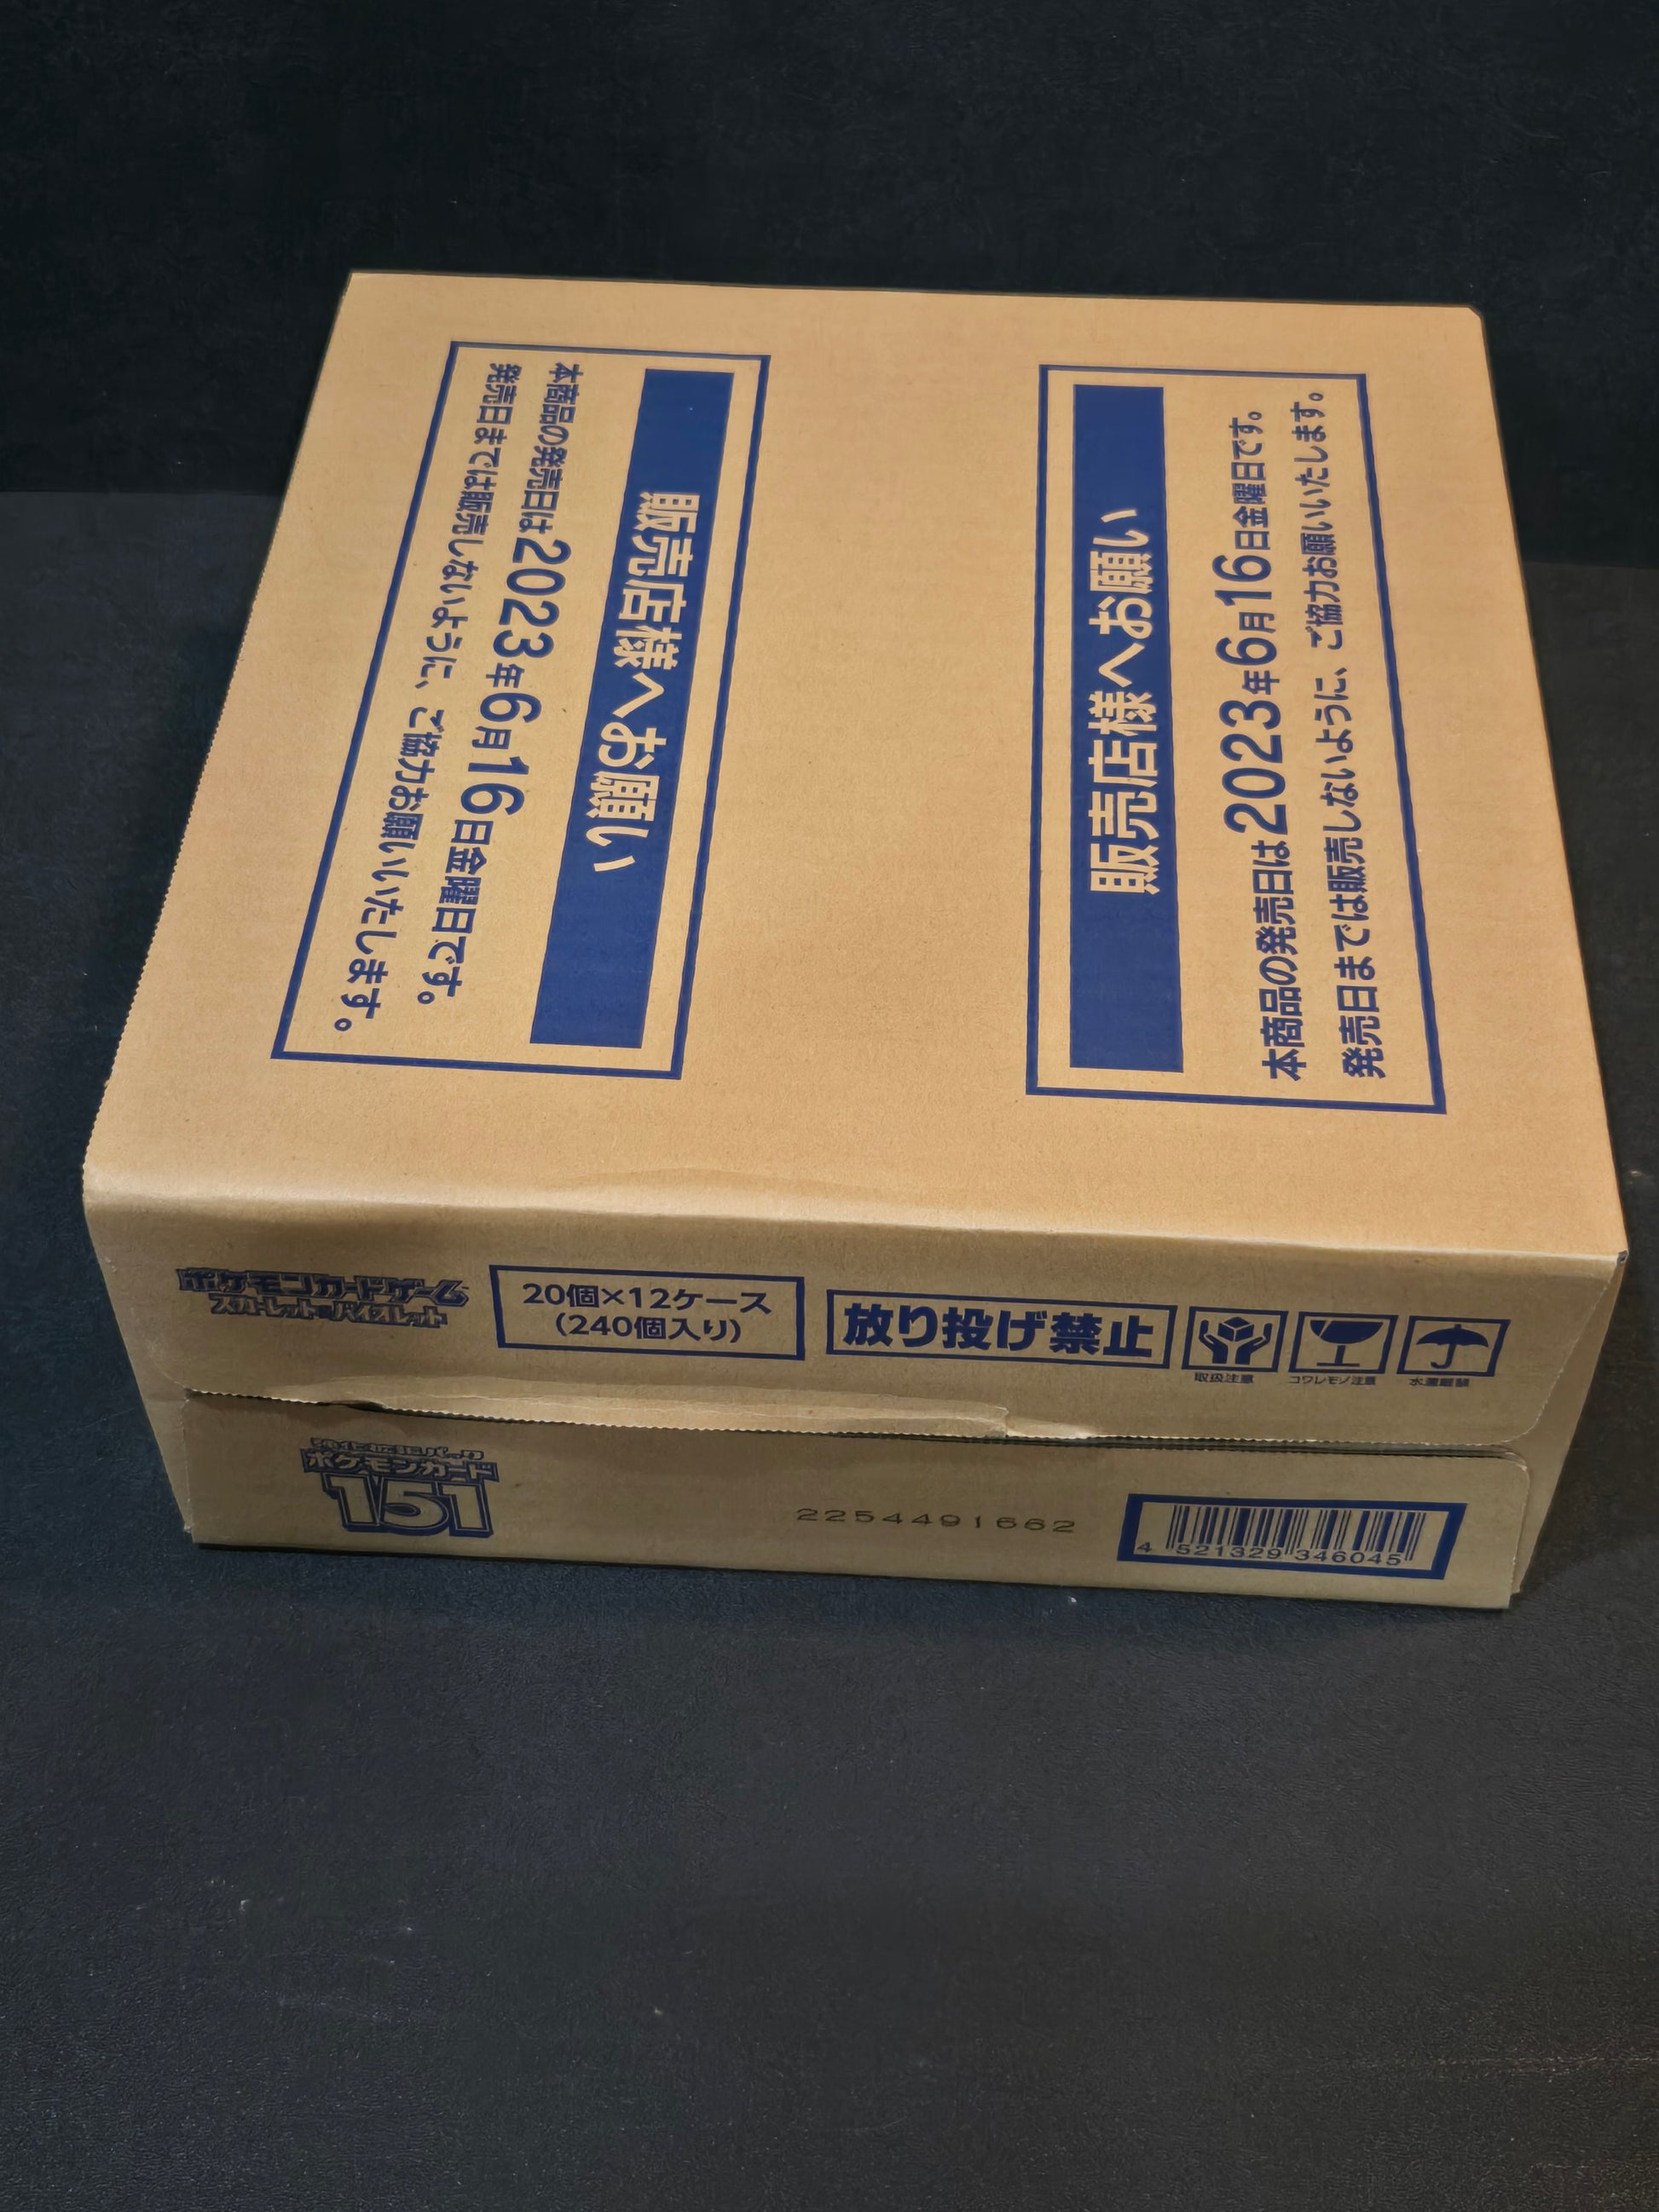 販売店様へお願い
本商品の発売日は2023年6月16日金曜日です。
発売日までは販売しないように、ご協力お願いいたします。
販売店様へお願い
本商品の発売日は2023年6月16日金曜日です。
発売日までは販売しないように、ご協力お願いいたします。
ポケモンカードゲーム
スカーレット&バイオレット
20個×12ケース
(240個入り)
放り投げ禁止
取扱注意
コワレモノ注意
水濡厳禁
強化拡張パック
ポケモンカード
151
2254491662
4 521329 346045